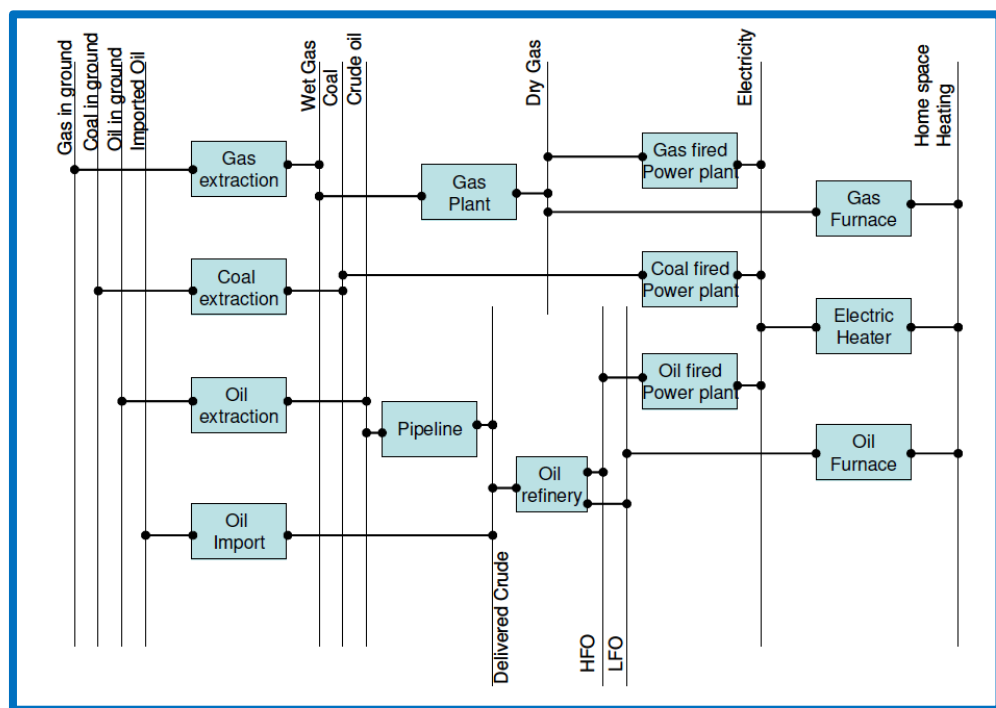 Gas in ground
Coal in ground
Oil in ground
Imported Oil
Wet Gas
Coal
Crude oil
Dry Gas
Electricity
Home space
Heating
Gas
extraction
Gas
Plant
Gas fired
Power plant
Gas
Furnace
Coal
extraction
Coal fired
Power plant
Electric
Heater
Oil
extraction
Pipeline
Oil fired
Power plant
Oil
refinery
Oil
Furnace
Oil
Import
Delivered Crude
HFO
LFO